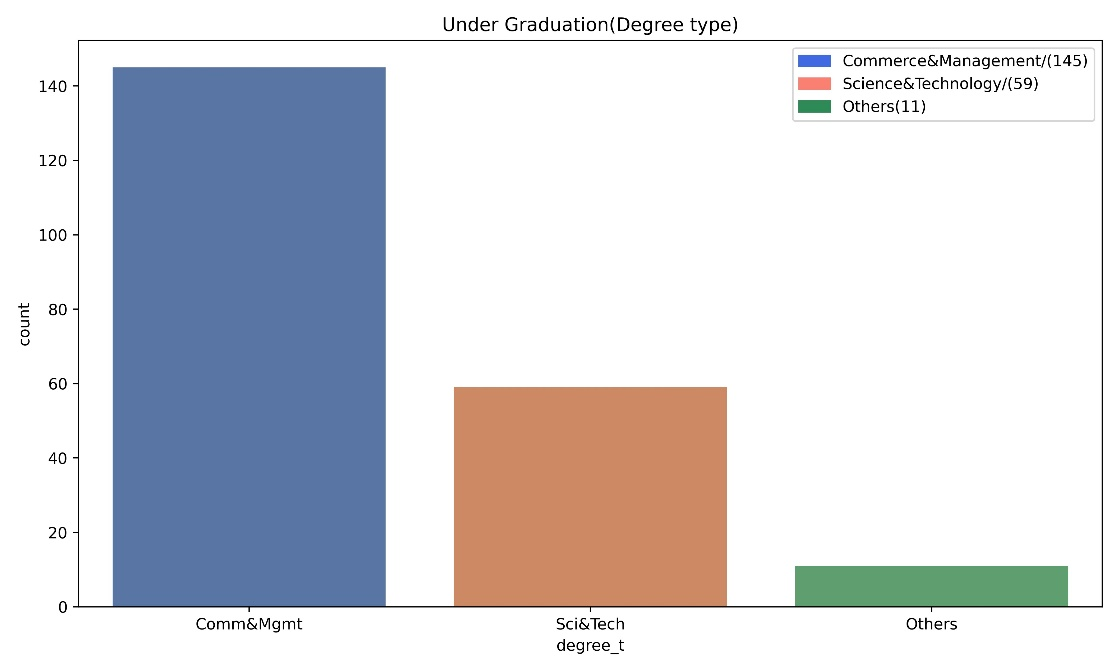 Under Graduation(Degree type)
Commerce&Management/(145)
Science&Technology/(59)
Others(11)
count
140
120
100
80
60
40
20
0
Comm&Mgmt
Sci&Tech
Others
degree_t